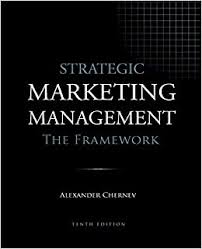 STRATEGIC
MARKETING
MANAGEMENT
THE FRAMEWORK
ALEXANDER CHERNEV
TENTH EDITION